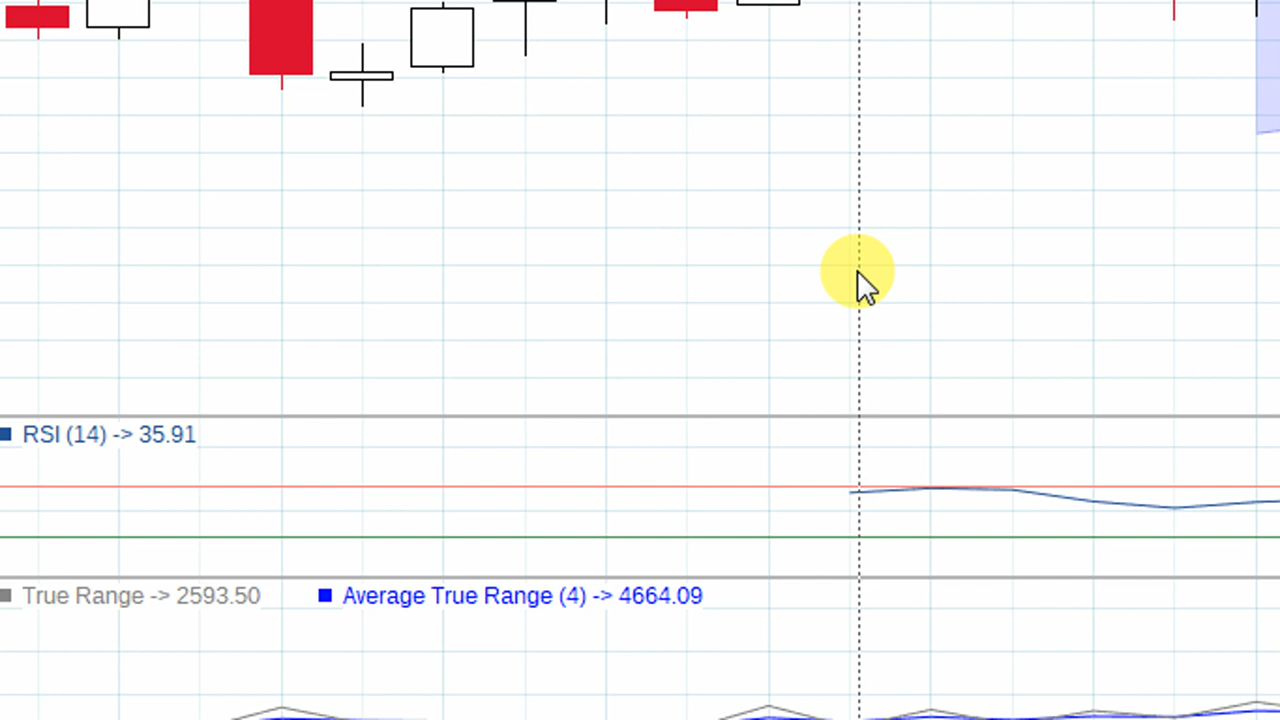 RSI (14) -> 35.91
True Range -> 2593.50 Average True Range (4) -> 4664.09